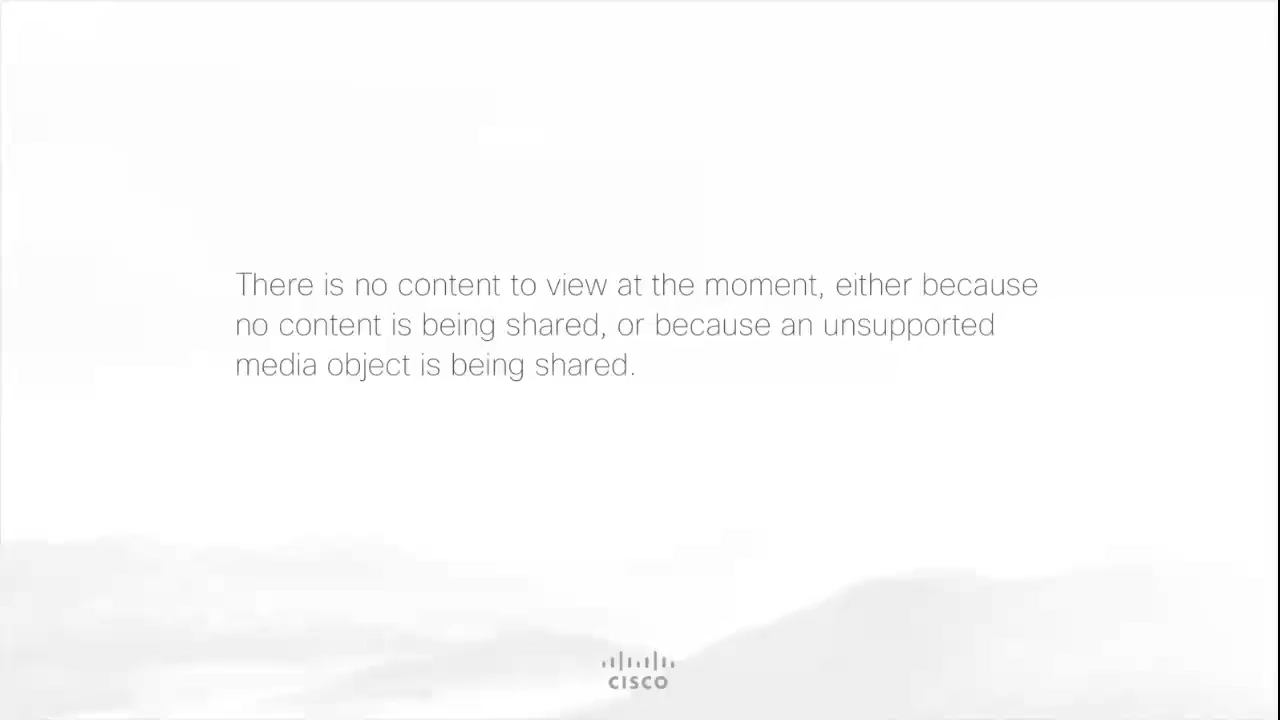 There is no content to view at the moment, either because
no content is being shared, or because an unsupported
media object is being shared.
CISCO